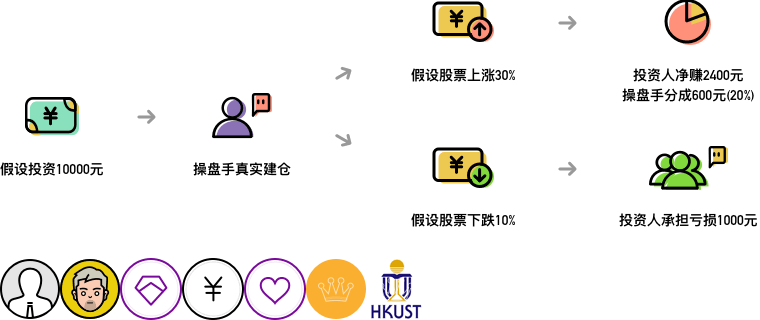 假设股票上涨30%
投资人净赚2400元
操盘手分成600元(20%)
假设投资10000元
操盘手真实建仓
假设股票下跌10%
投资人承担亏损1000元
HKUST